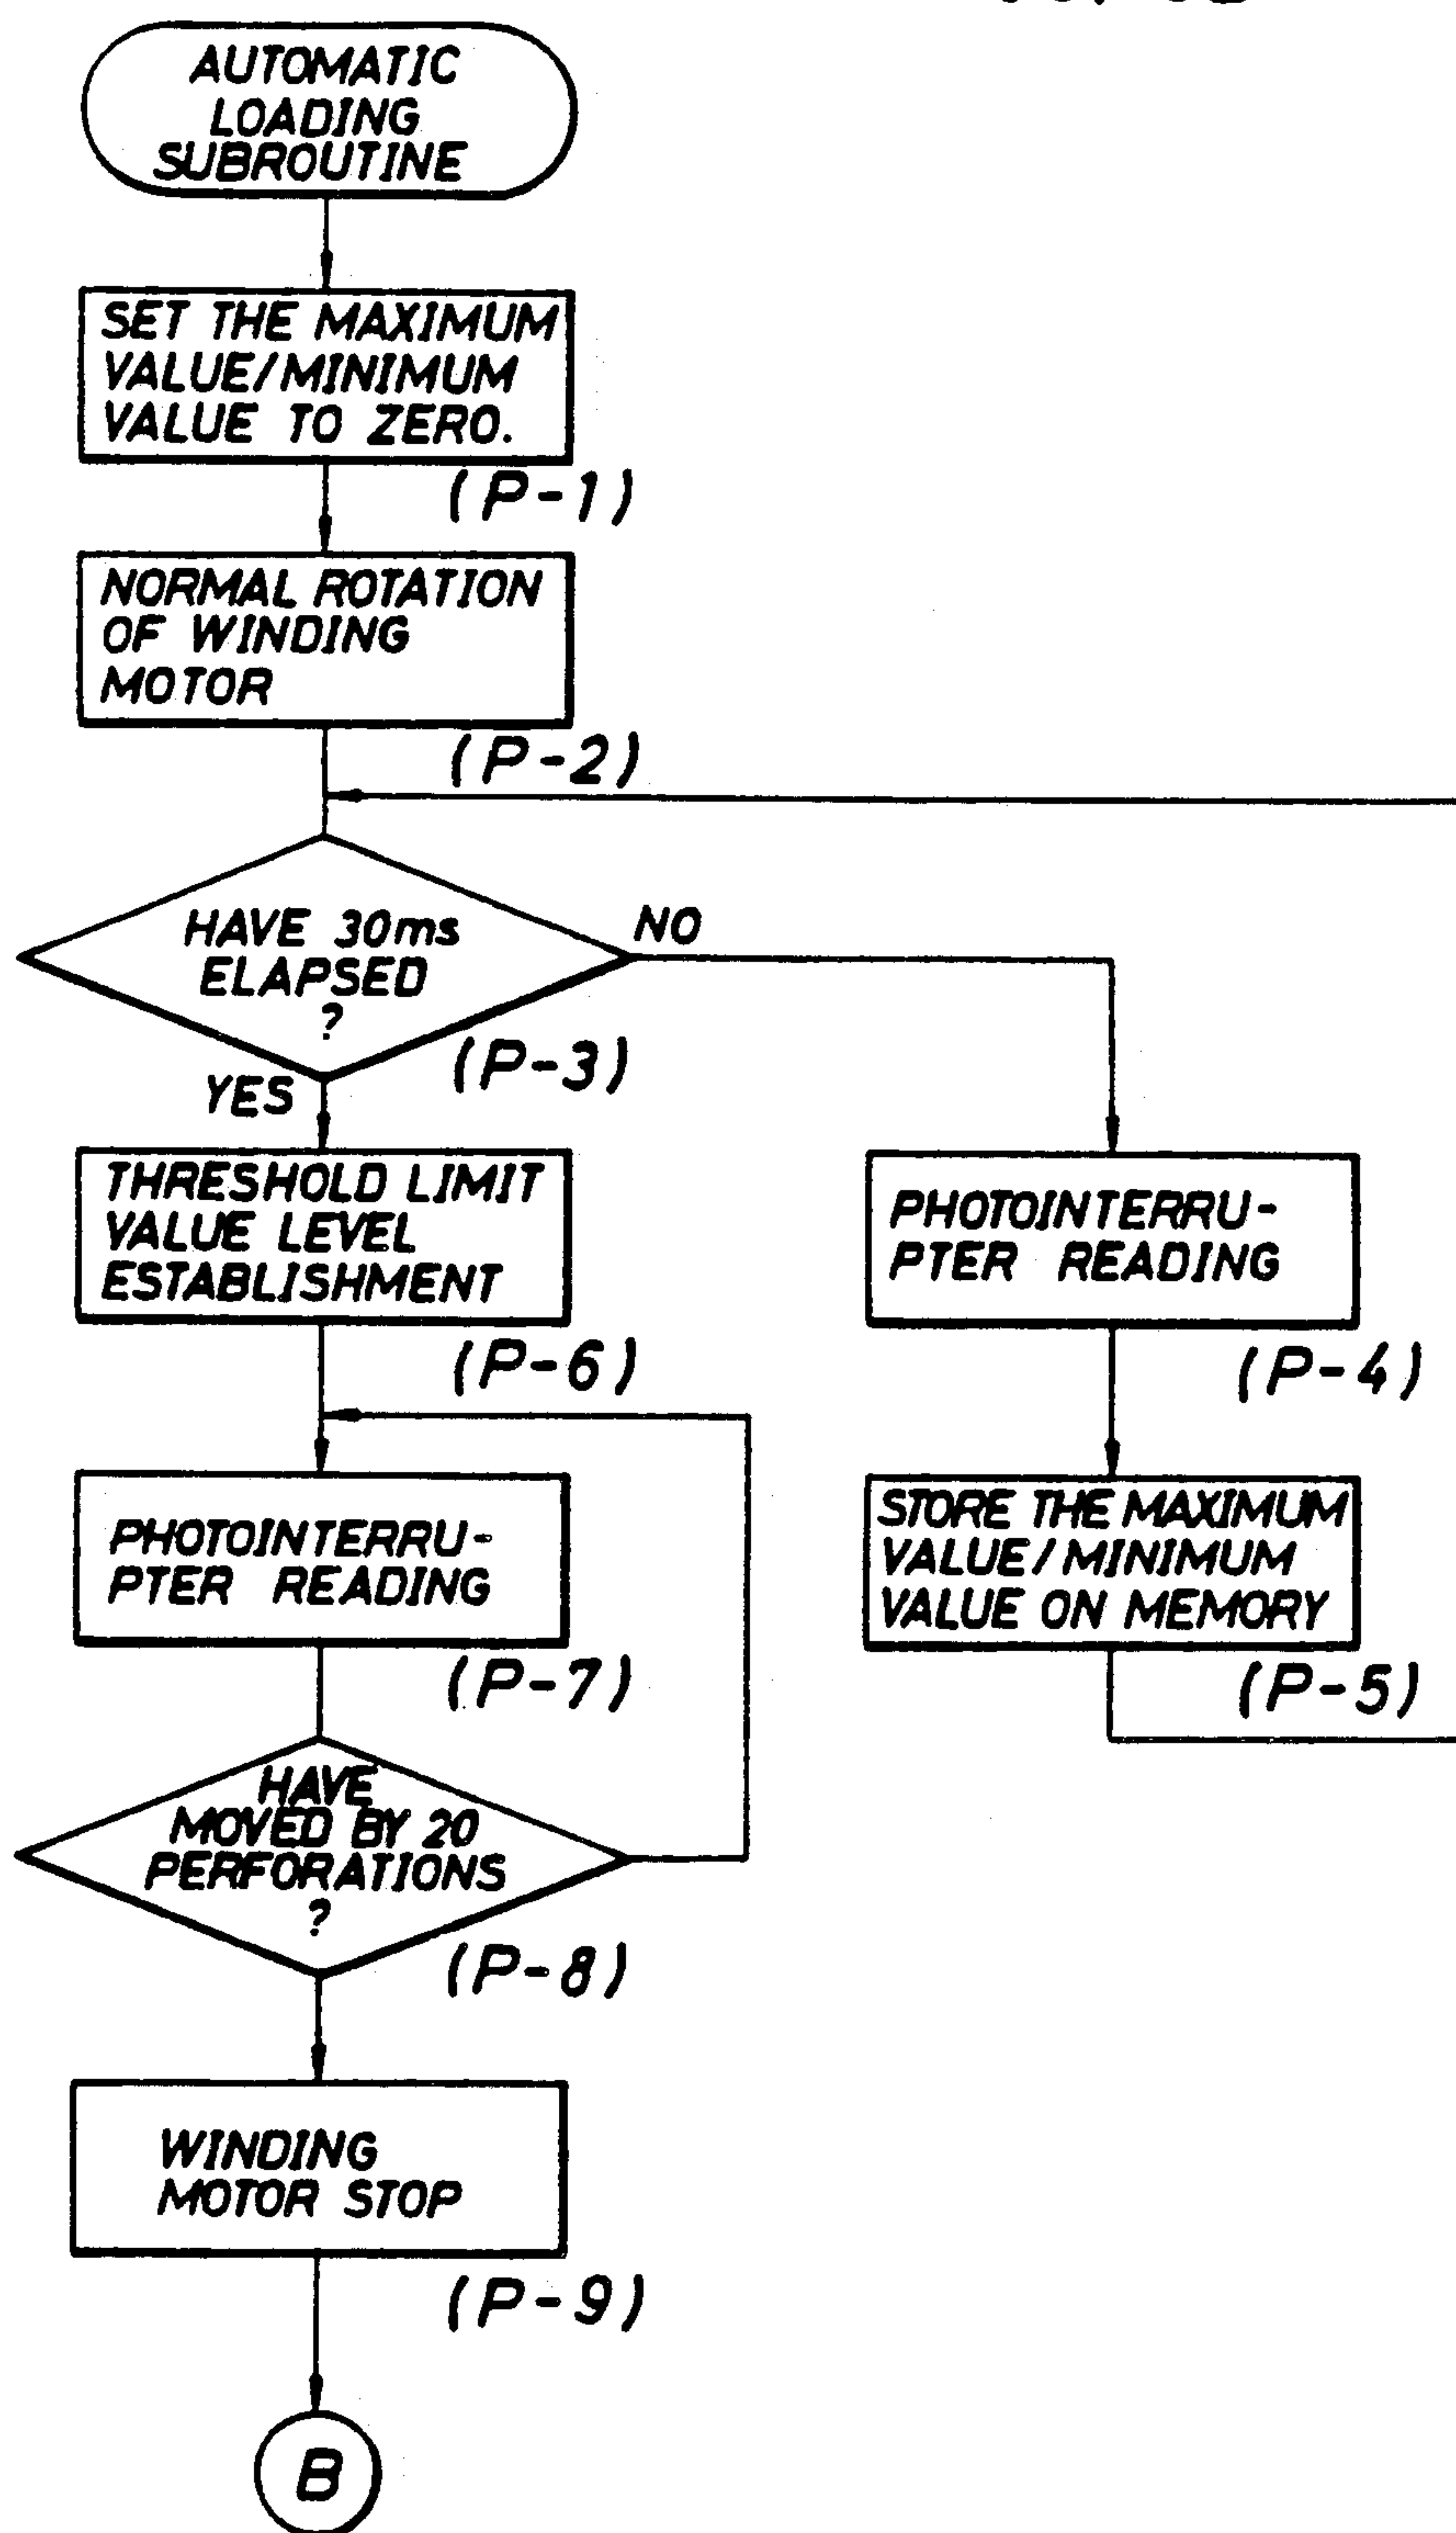 AUTOMATIC
LOADING
SUBROUTINE
SET THE MAXIMUM
VALUE/MINIMUM
VALUE TO ZERO.
(P-1)
NORMAL ROTATION
OF WINDING
MOTOR
(P-2)
HAVE 30ms
ELAPSED
?
NO
(P-3)
YES
THRESHOLD LIMIT
VALUE LEVEL
ESTABLISHMENT
(P-6)
PHOTOINTERRU-
PTER READING
(P-4)
STORE THE MAXIMUM
VALUE/MINIMUM
VALUE ON MEMORY
(P-5)
PHOTOINTERRU-
PTER READING
(P-7)
HAVE
MOVED BY 20
PERFORATIONS
?
(P-8)
WINDING
MOTOR STOP
(P-9)
B